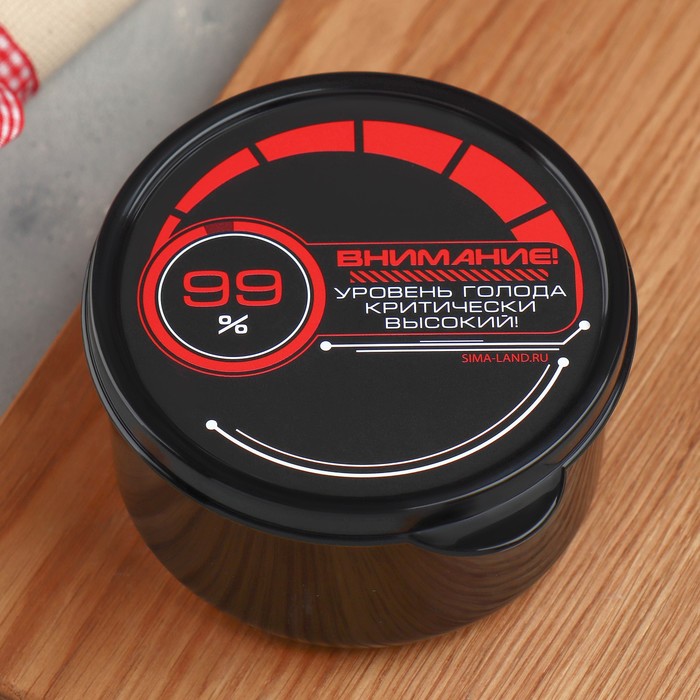 99
%
ВНИМАНИЕ!
УРОВЕНЬ ГОЛОДА
КРИТИЧЕСКИ
ВЫСОКИЙ!
SIMA-LAND.RU